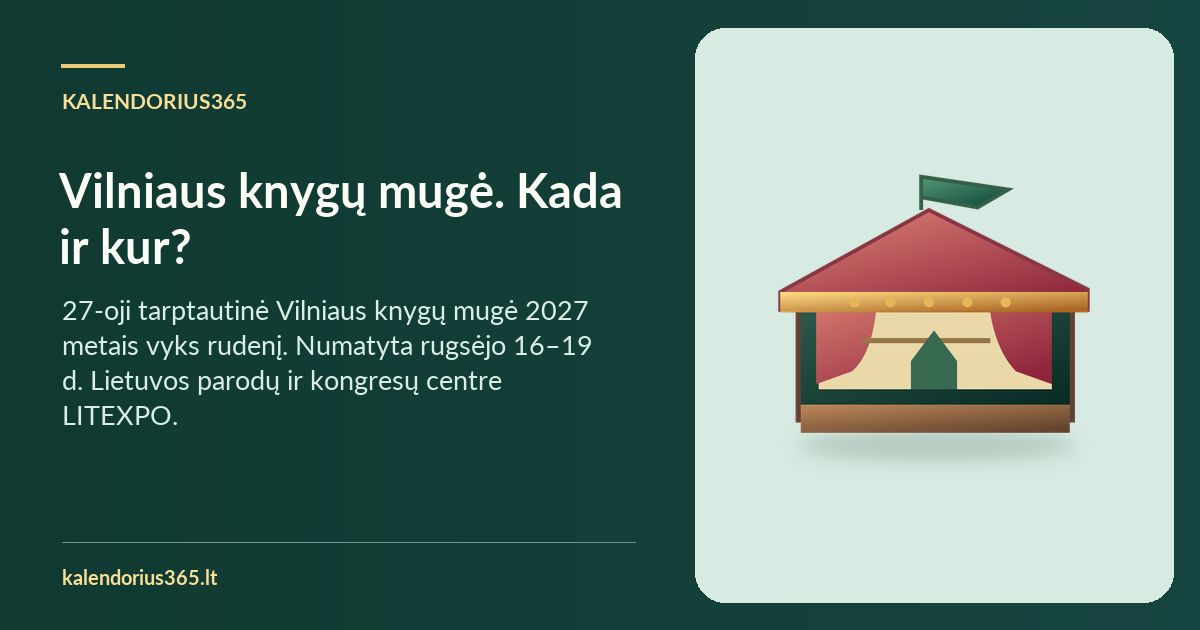 KALENDORIUS365
Vilniaus knygų mugė. Kada
ir kur?
27-oji tarptautinė Vilniaus knygų mugė 2027
metais vyks rudenį. Numatyta rugsėjo 16–19
d. Lietuvos parodų ir kongresų centre
LITEXPO.
kalendorius365.lt